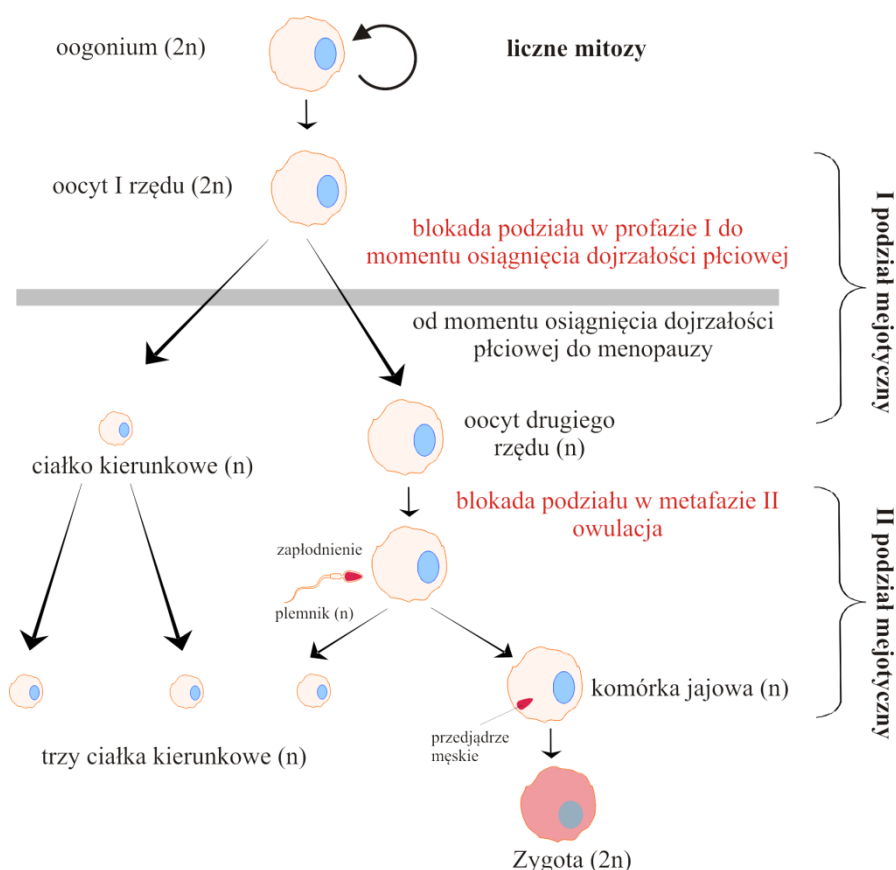 oogonium (2n)
liczne mitozy
oocyt I rzędu (2n)
blokada podziału w profazie I do
momentu osiągnięcia dojrzałości płciowej
I podział mejotyczny
od momentu osiągnięcia dojrzałości
płciowej do menopauzy
ciałko kierunkowe (n)
oocyt drugiego
rzędu (n)
blokada podziału w metafazie II
owulacja
zapłodnienie
plemnik (n)
II podział mejotyczny
komórka jajowa (n)
przedjądrze
męskie
trzy ciałka kierunkowe (n)
Zygota (2n)